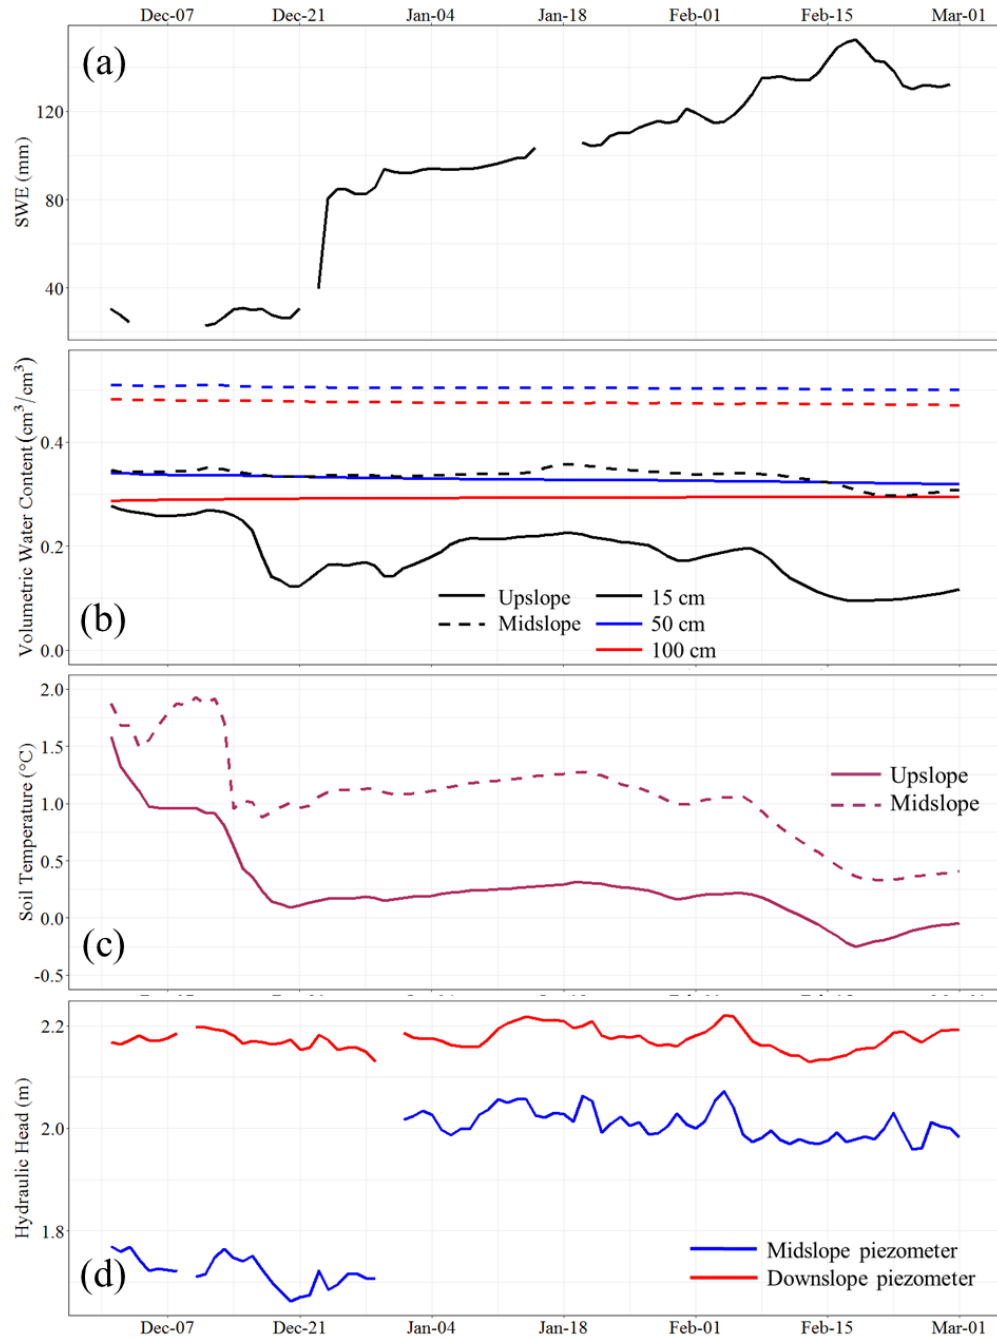 Dec-07 Dec-21 Jan-04 Jan-18 Feb-01 Feb-15 Mar-01
(a)
SWE (mm)
120
80
40
Volumetric Water Content (cm³/cm³)
0.4
0.2
0.0
(b)
Upslope 15 cm
Midslope 50 cm
100 cm
Soil Temperature (°C)
2.0
1.5
1.0
0.5
0.0
-0.5
Upslope
Midslope
(c)
Hydraulic Head (m)
2.2
2.0
1.8
(d)
Midslope piezometer
Downslope piezometer
Dec-07 Dec-21 Jan-04 Jan-18 Feb-01 Feb-15 Mar-01